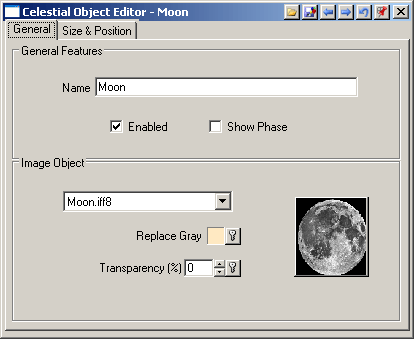 Celestial Object Editor - Moon
General Size & Position
General Features
Name Moon
Enabled Show Phase
Image Object
Moon.iff8
Replace Gray
Transparency (%) 0